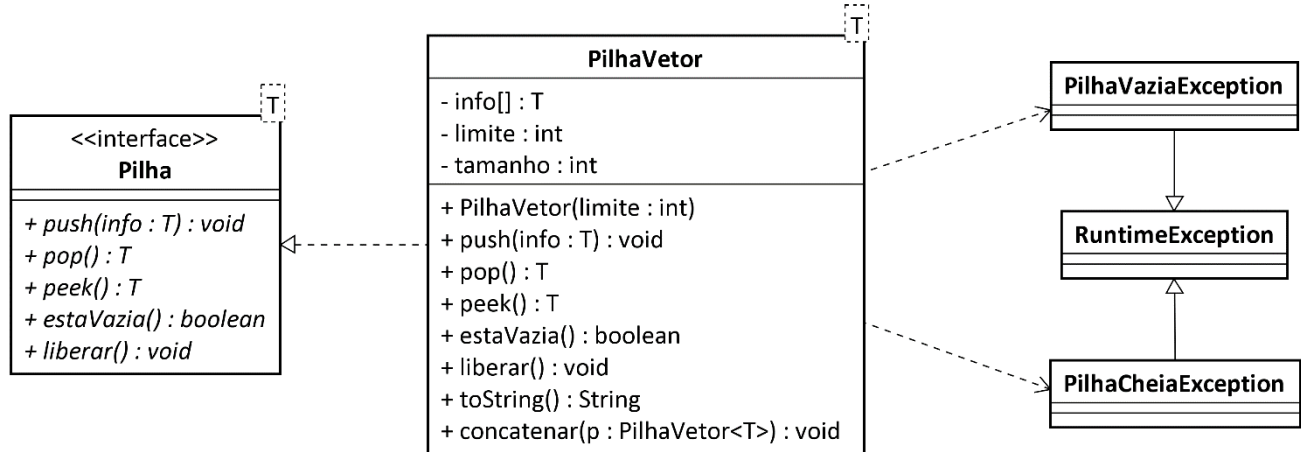 T
<<interface>>
Pilha
+ push(info : T) : void
+ pop() : T
+ peek() : T
+ estaVazia() : boolean
+ liberar() : void
T
PilhaVetor
- info[] : T
- limite : int
- tamanho : int
+ PilhaVetor(limite : int)
+ push(info : T) : void
+ pop() : T
+ peek() : T
+ estaVazia() : boolean
+ liberar() : void
+ toString() : String
+ concatenar(p : PilhaVetor<T>) : void
PilhaVaziaException
RuntimeException
PilhaCheiaException